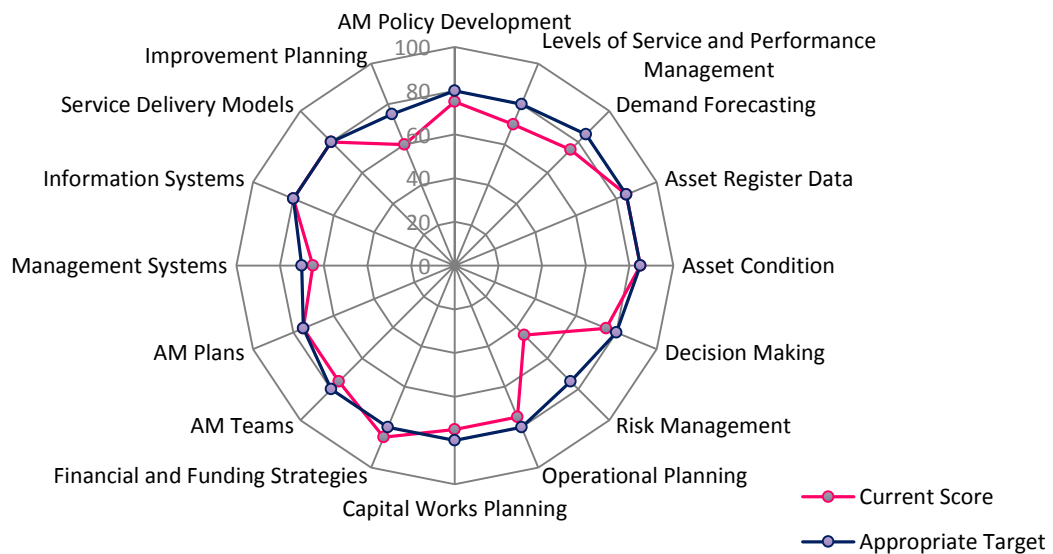 AM Policy Development
Levels of Service and Performance
Management
Demand Forecasting
Asset Register Data
Asset Condition
Decision Making
Risk Management
Operational Planning
Capital Works Planning
Financial and Funding Strategies
AM Teams
AM Plans
Management Systems
Information Systems
Service Delivery Models
Improvement Planning
100
80
60
40
20
0
Current Score
Appropriate Target